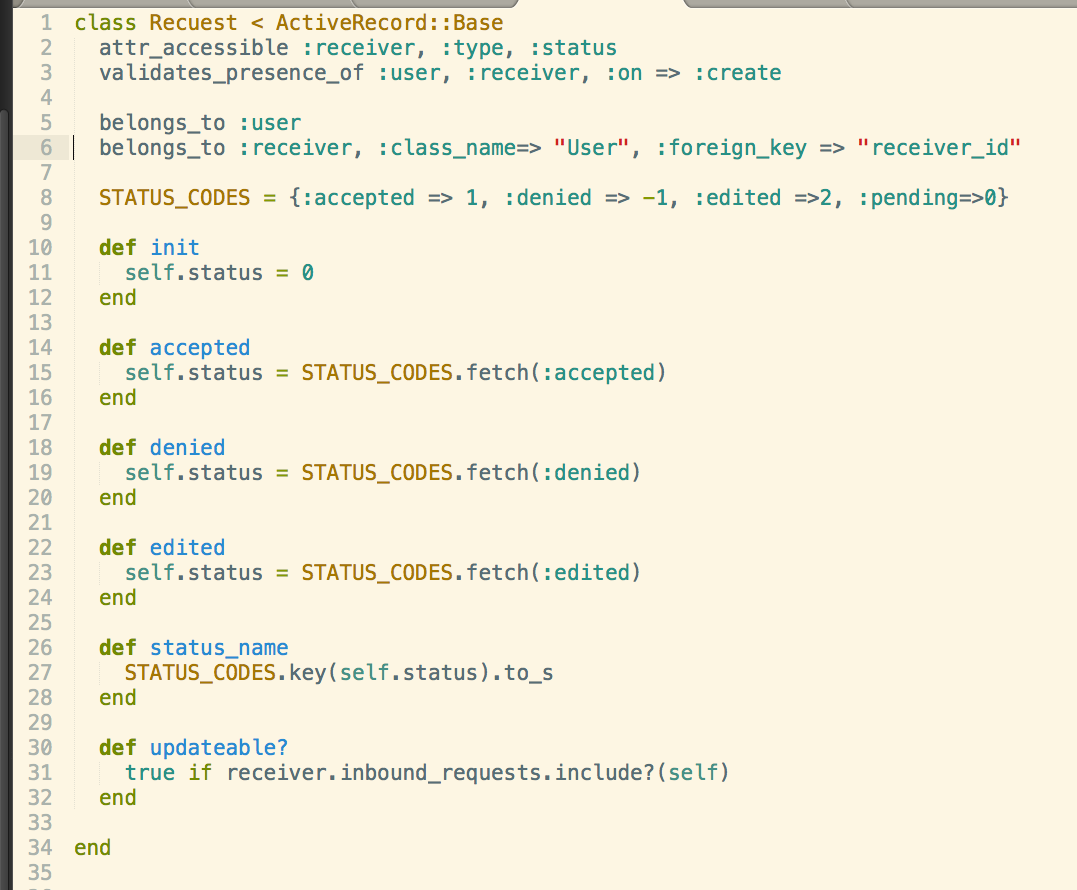 1 class Recuest < ActiveRecord::Base
2   attr_accessible :receiver, :type, :status
3   validates_presence_of :user, :receiver, :on => :create
4
5   belongs_to :user
6   belongs_to :receiver, :class_name=> "User", :foreign_key => "receiver_id"
7
8   STATUS_CODES = {:accepted => 1, :denied => -1, :edited =>2, :pending=>0}
9
10   def init
11     self.status = 0
12   end
13
14   def accepted
15     self.status = STATUS_CODES.fetch(:accepted)
16   end
17
18   def denied
19     self.status = STATUS_CODES.fetch(:denied)
20   end
21
22   def edited
23     self.status = STATUS_CODES.fetch(:edited)
24   end
25
26   def status_name
27     STATUS_CODES.key(self.status).to_s
28   end
29
30   def updateable?
31     true if receiver.inbound_requests.include?(self)
32   end
33
34 end
35